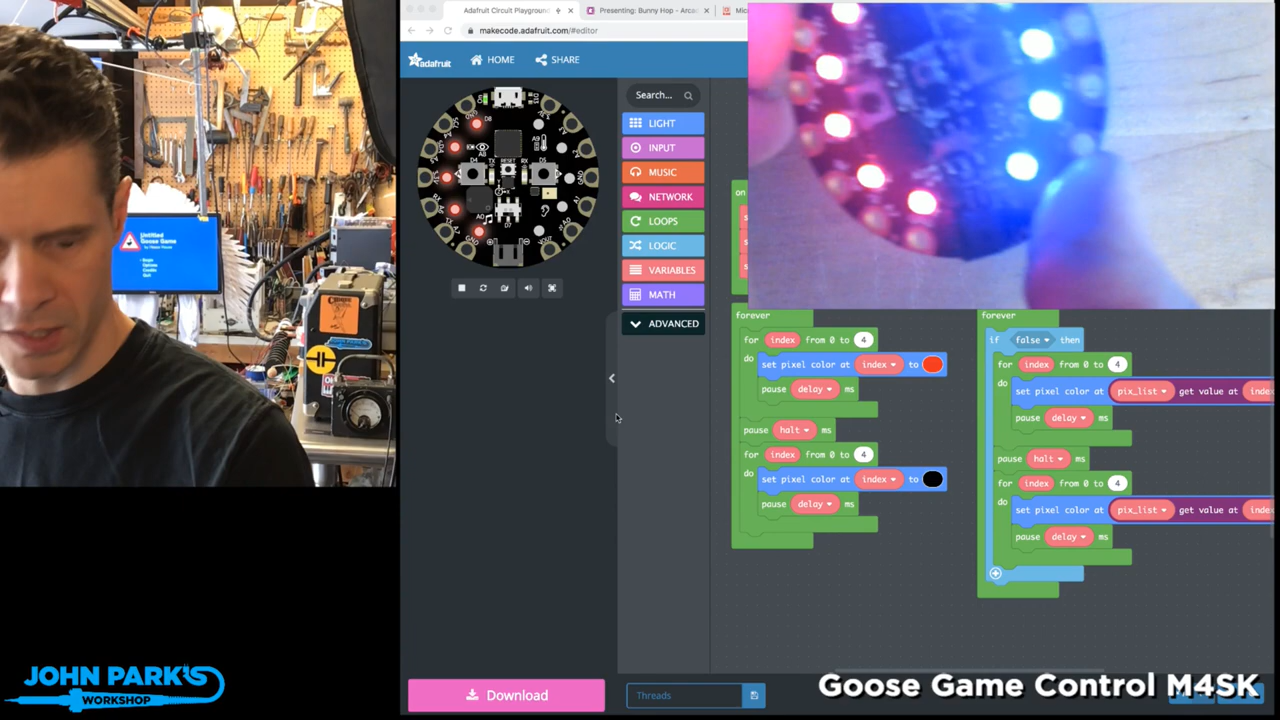 Adafruit Circuit Playground
Presenting: Bunny Hop - Arca
makecode.adafruit.com/#editor
adafruit
HOME
SHARE
Search...
LIGHT
INPUT
MUSIC
NETWORK
LOOPS
LOGIC
VARIABLES
MATH
ADVANCED
Untitled
Goose Game
on
forever
for index from 0 to 4
do
set pixel color at index to
pause delay ms
pause halt ms
for index from 0 to 4
do
set pixel color at index to
pause delay ms
forever
if false then
for index from 0 to 4
do
set pixel color at pix_list get value at index
pause delay ms
pause halt ms
for index from 0 to 4
do
set pixel color at pix_list get value at index
pause delay ms
Download
Threads
JOHN PARK'S
WORKSHOP
Goose Game Control M4SK